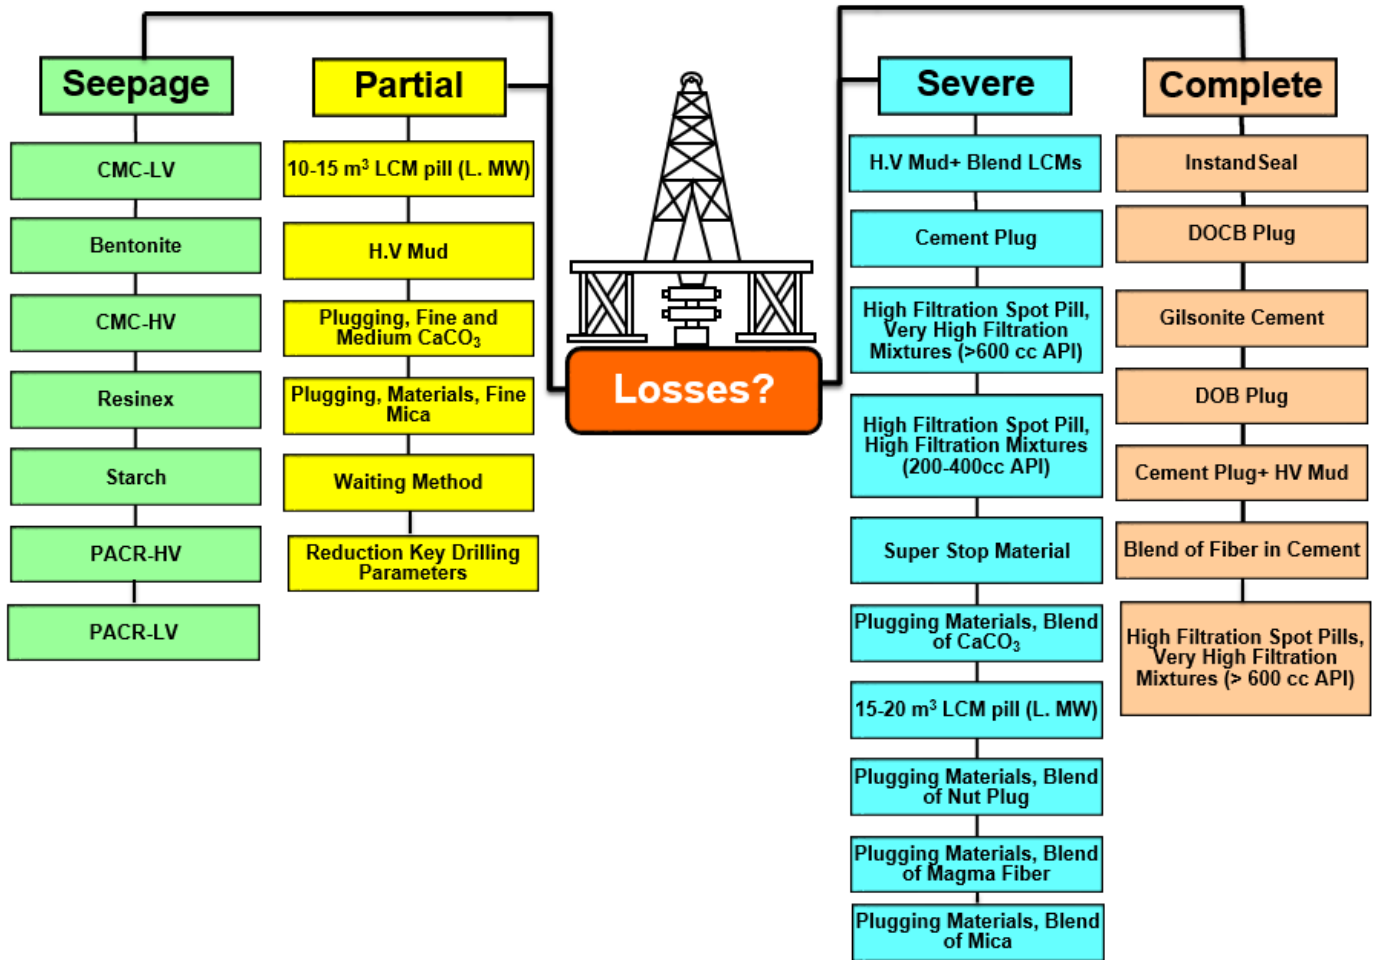 Seepage
CMC-LV
Bentonite
CMC-HV
Resinex
Starch
PACR-HV
PACR-LV
Partial
10-15 m³ LCM pill (L. MW)
H.V Mud
Plugging, Fine and
Medium CaCO₃
Plugging, Materials, Fine
Mica
Waiting Method
Reduction Key Drilling
Parameters
Losses?
Severe
H.V Mud+ Blend LCMs
Cement Plug
High Filtration Spot Pill,
Very High Filtration
Mixtures (>600 cc API)
High Filtration Spot Pill,
High Filtration Mixtures
(200-400cc API)
Super Stop Material
Plugging Materials, Blend
of CaCO₃
15-20 m³ LCM pill (L. MW)
Plugging Materials, Blend
of Nut Plug
Plugging Materials, Blend
of Magma Fiber
Plugging Materials, Blend
of Mica
Complete
InstandSeal
DOCB Plug
Gilsonite Cement
DOB Plug
Cement Plug+ HV Mud
Blend of Fiber in Cement
High Filtration Spot Pills,
Very High Filtration
Mixtures (> 600 cc API)